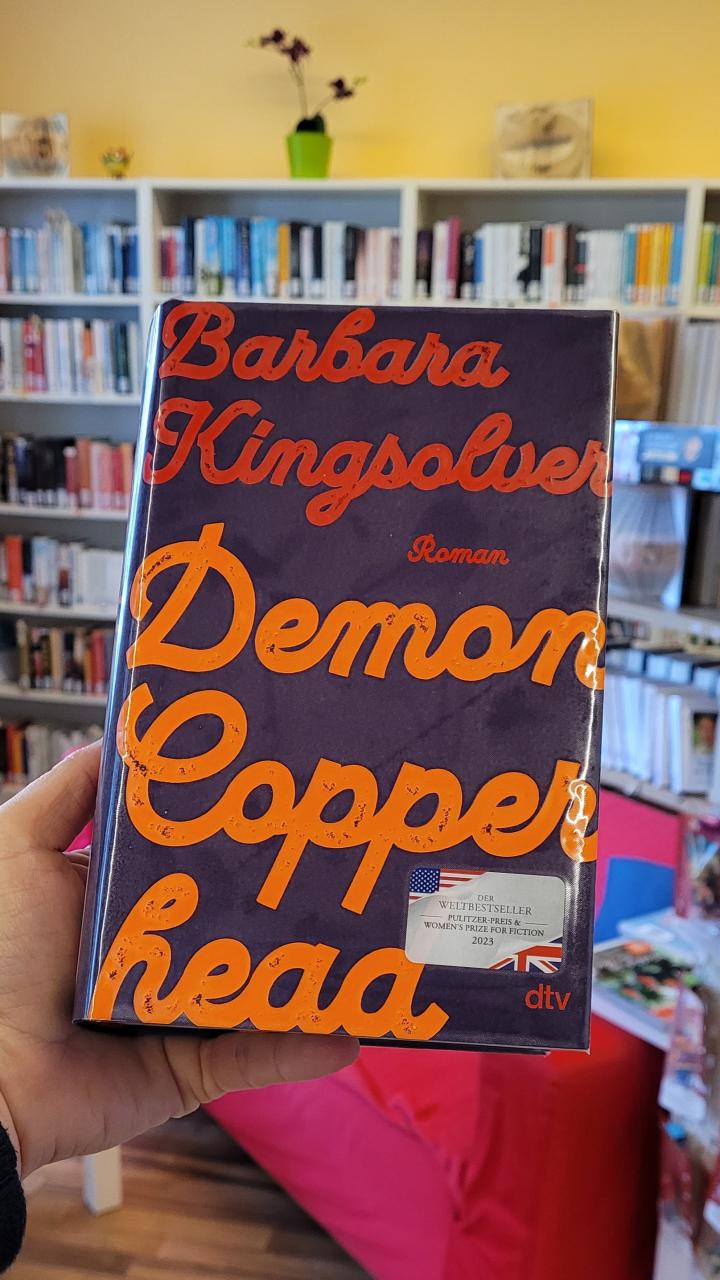 Barbara
Kingsolver
Roman
Demon
Copper
head
DER
WELTBESTSELLER
PULITZER-PREIS &
WOMEN'S PRIZE FOR FICTION
2023
dtv